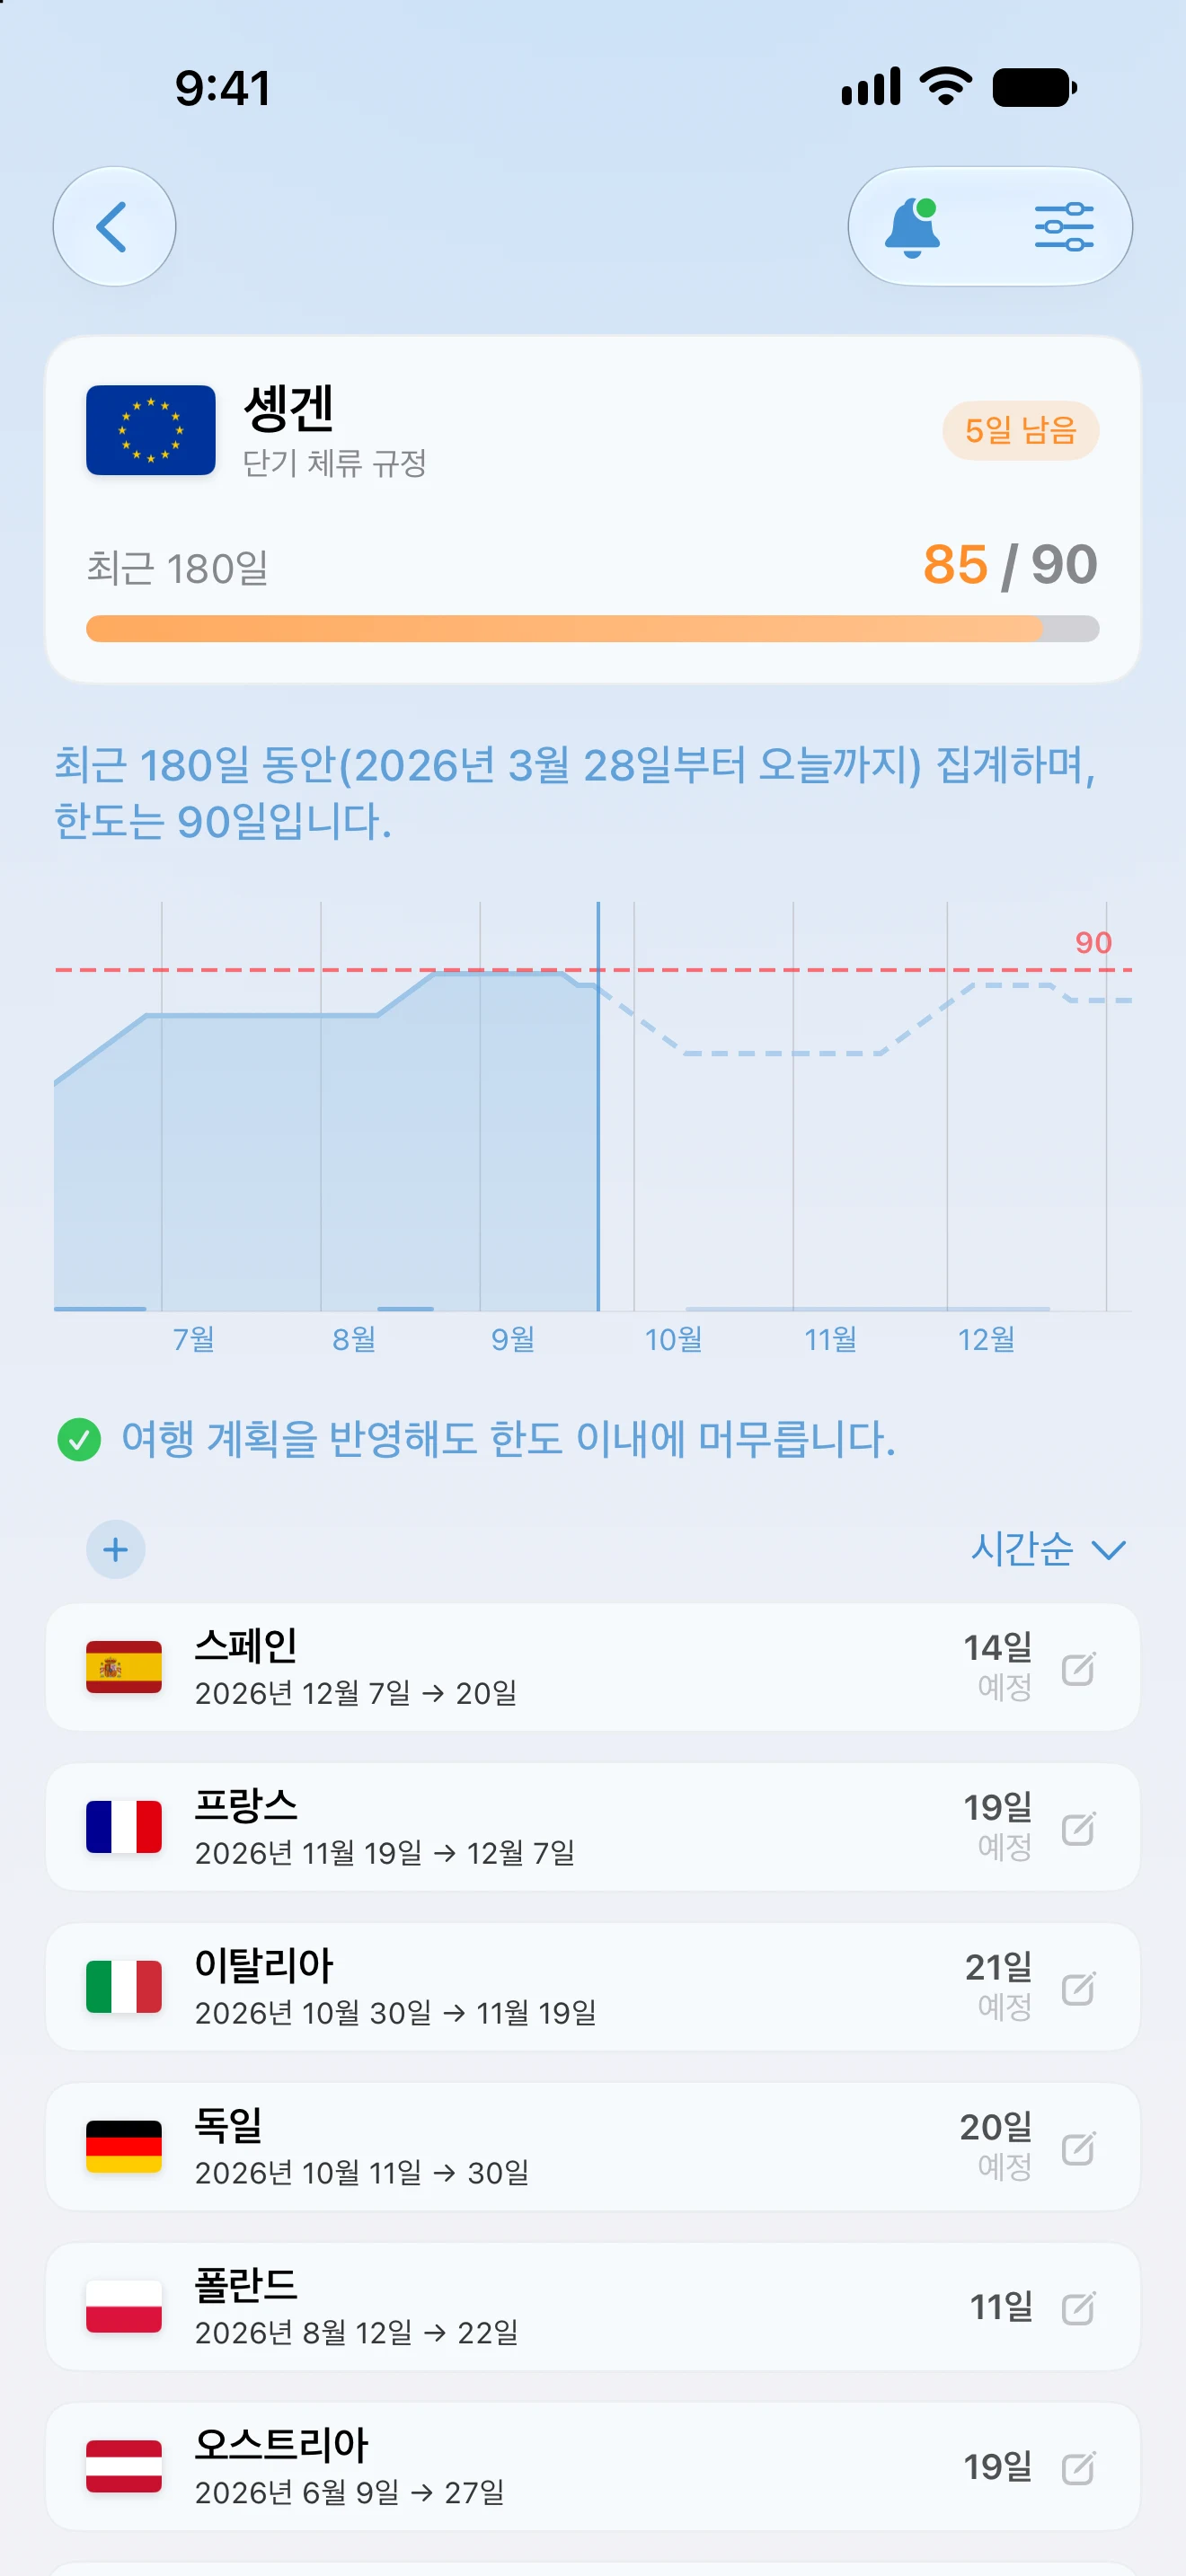 9:41
솅겐
단기 체류 규정
5일 남음
최근 180일
85 / 90
최근 180일 동안(2026년 3월 28일부터 오늘까지) 집계하며,
한도는 90일입니다.
90
7월 8월 9월 10월 11월 12월
여행 계획을 반영해도 한도 이내에 머무릅니다.
시간순
스페인
2026년 12월 7일 → 20일
14일
예정
프랑스
2026년 11월 19일 → 12월 7일
19일
예정
이탈리아
2026년 10월 30일 → 11월 19일
21일
예정
독일
2026년 10월 11일 → 30일
20일
예정
폴란드
2026년 8월 12일 → 22일
11일
오스트리아
2026년 6월 9일 → 27일
19일